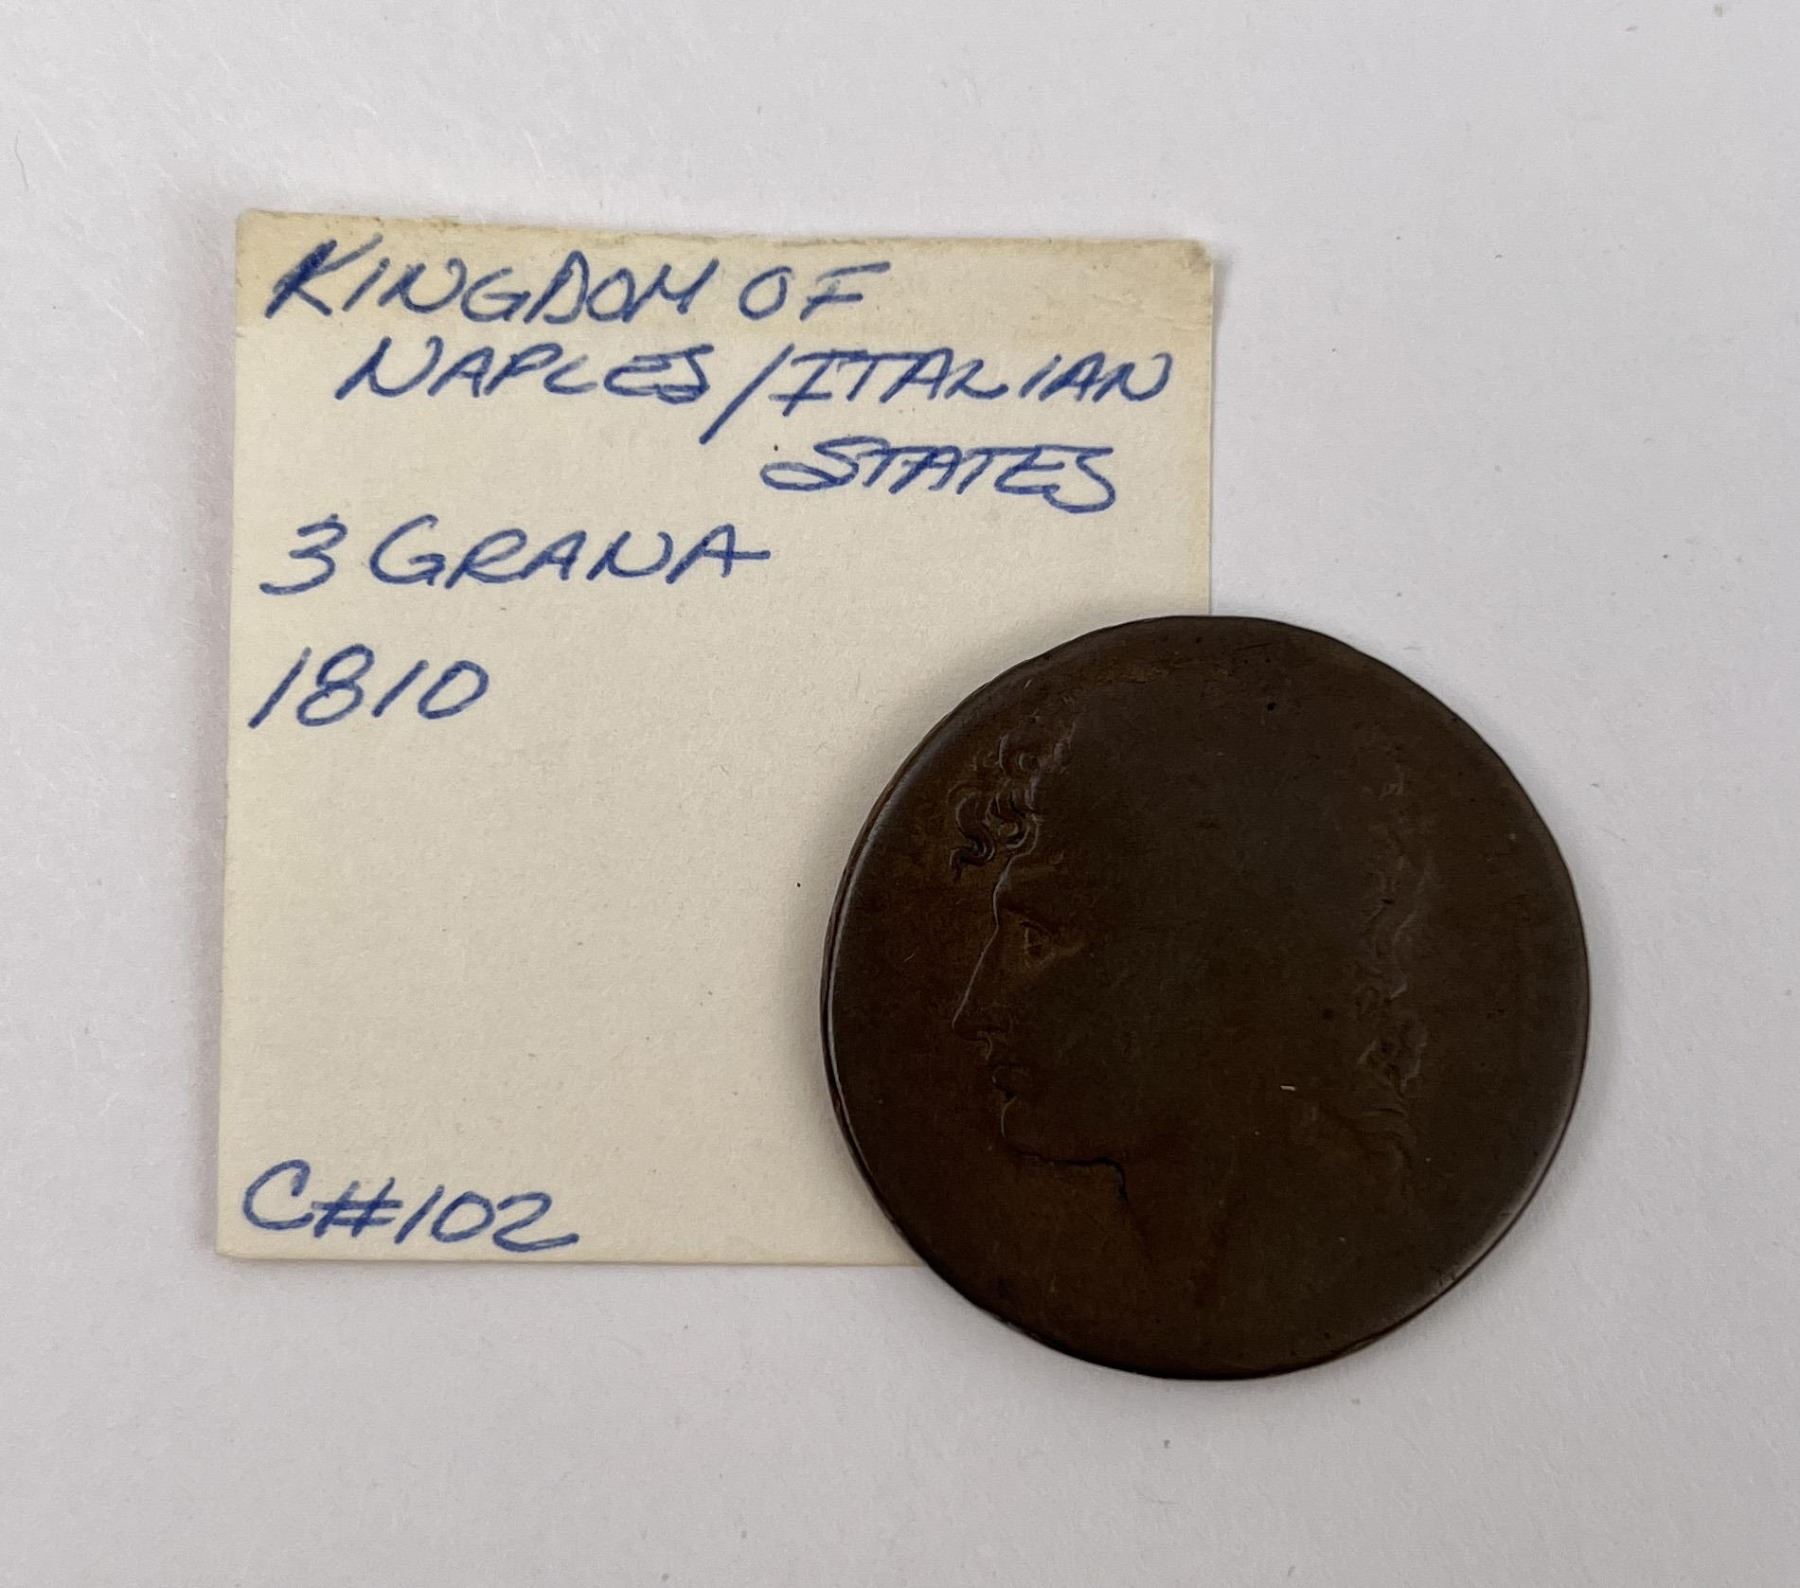 KINGDOM OF
NAPLES/ITALIAN
STATES
3 GRANA
1810
C#102